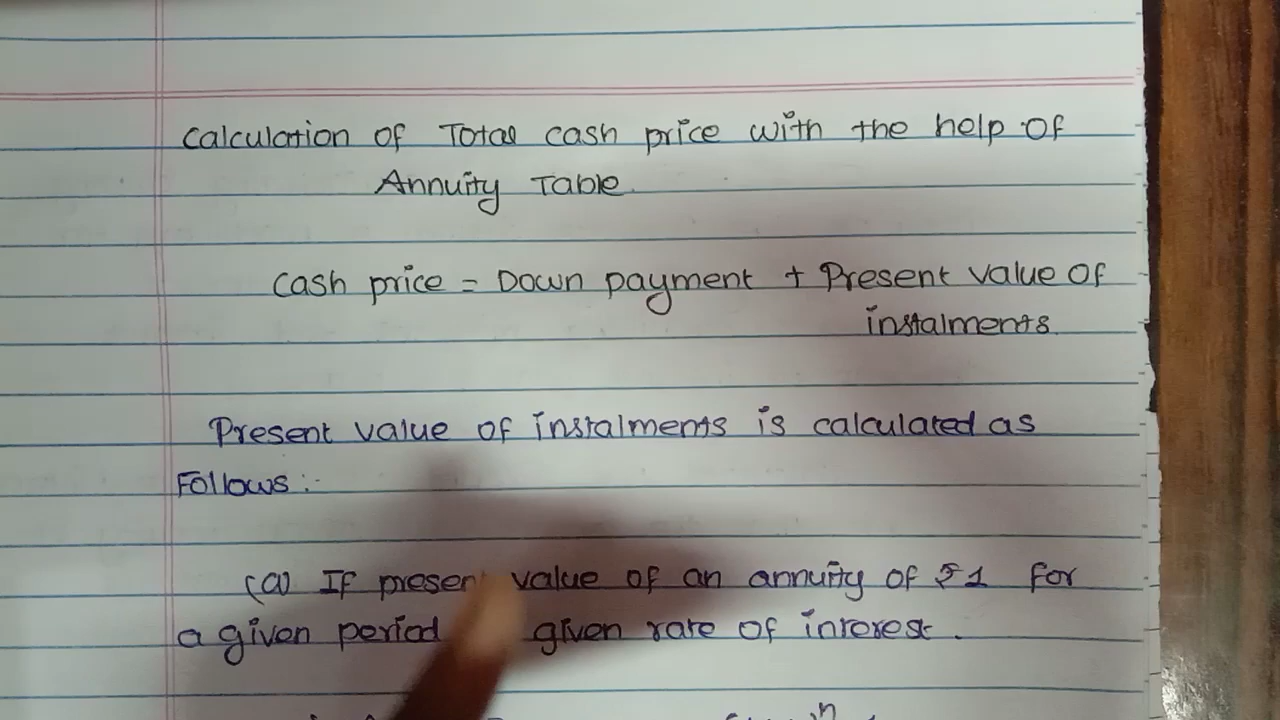 Calculation of Total cash price with the help of
Annuity Table.
Cash price = Down payment + Present value of
instalments.
Present value of instalments is calculated as
Follows :-
(a) If present value of an annuity of ₹1 for
a given period given rate of interest.